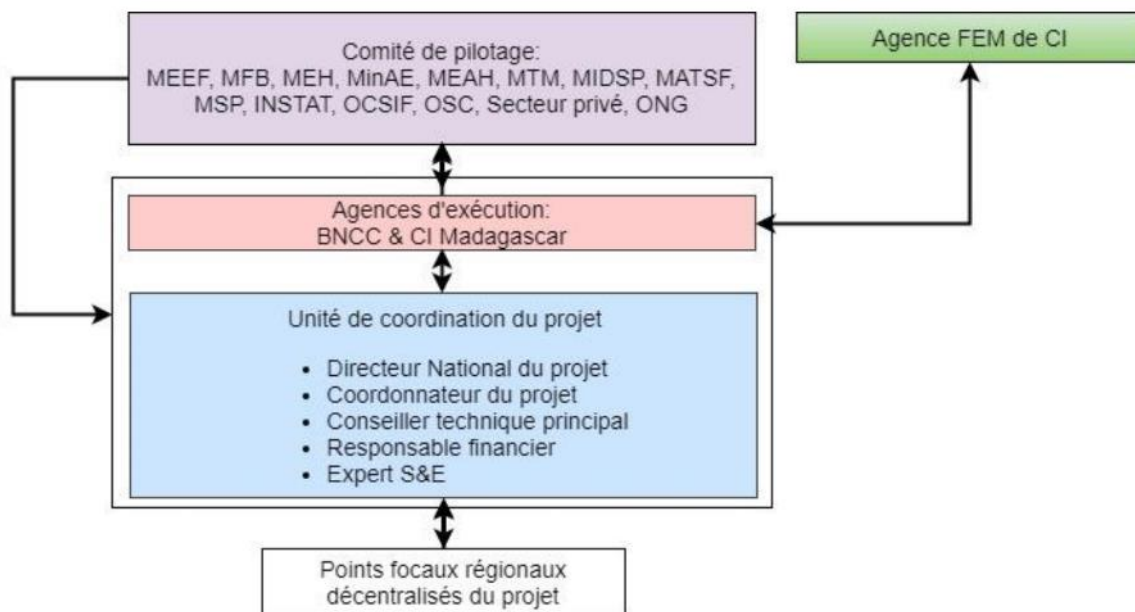 Comité de pilotage:
MEEF, MFB, MEH, MinAE, MEAH, MTM, MIDSP, MATSF,
MSP, INSTAT, OCSIF, OSC, Secteur privé, ONG
Agence FEM de CI
Agences d'exécution:
BNCC & CI Madagascar
Unité de coordination du projet
• Directeur National du projet
• Coordonnateur du projet
• Conseiller technique principal
• Responsable financier
• Expert S&E
Points focaux régionaux
décentralisés du projet